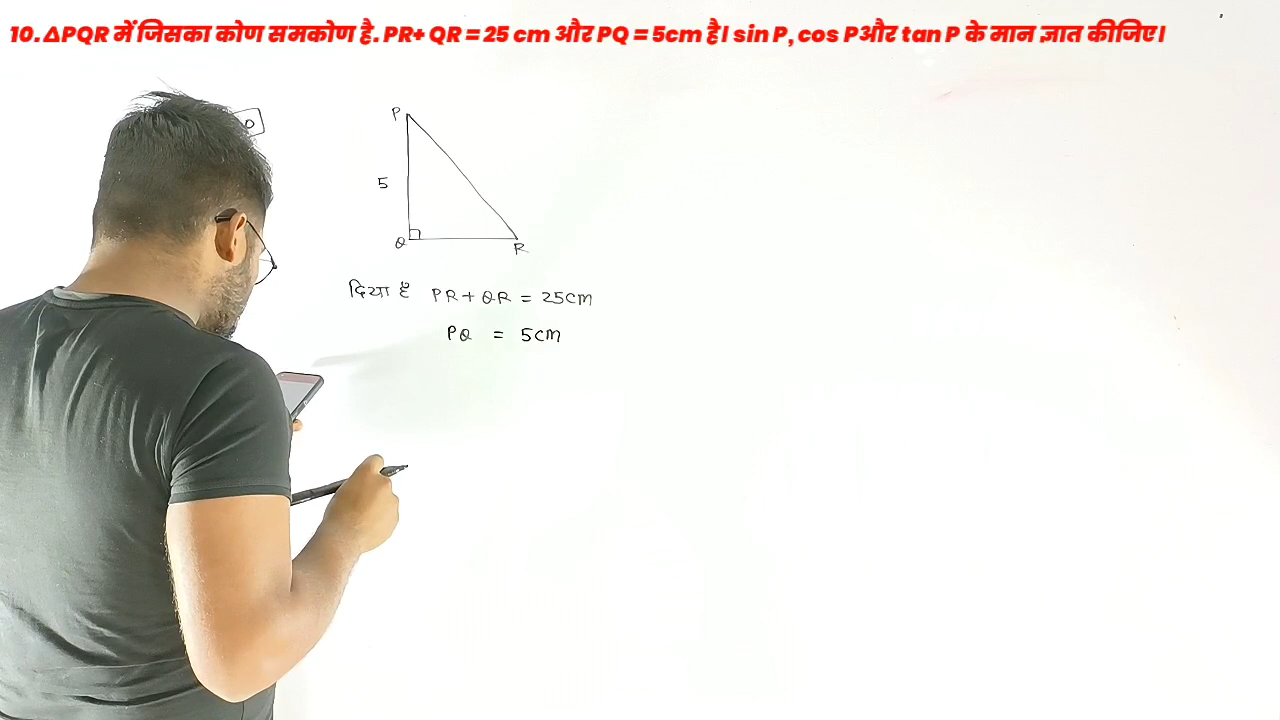 10. ΔPQR में जिसका कोण समकोण है. PR+ QR = 25 cm और PQ = 5cm है। sin P, cos P और tan P के मान ज्ञात कीजिए।
P
5
Q R
दिया है PR + QR = 25cm
PQ = 5cm